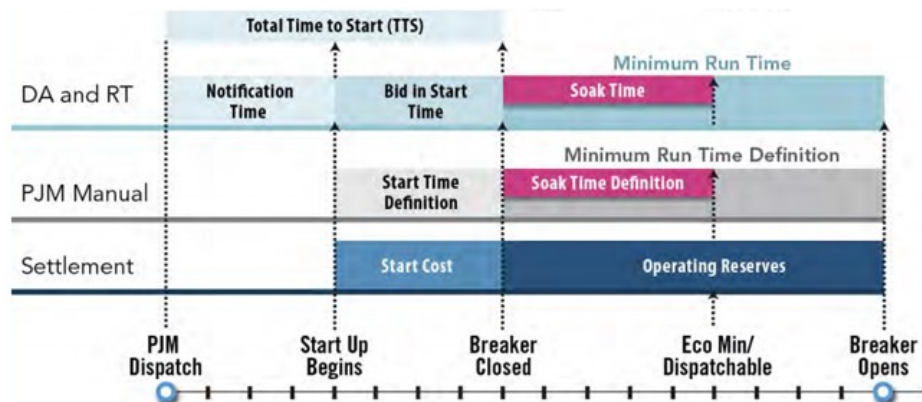 Total Time to Start (TTS)
Minimum Run Time
DA and RT
Notification
Time
Bid in Start
Time
Soak Time
Minimum Run Time Definition
PJM Manual
Start Time
Definition
Soak Time Definition
Settlement
Start Cost
Operating Reserves
PJM
Dispatch
Start Up
Begins
Breaker
Closed
Eco Min/
Dispatchable
Breaker
Opens